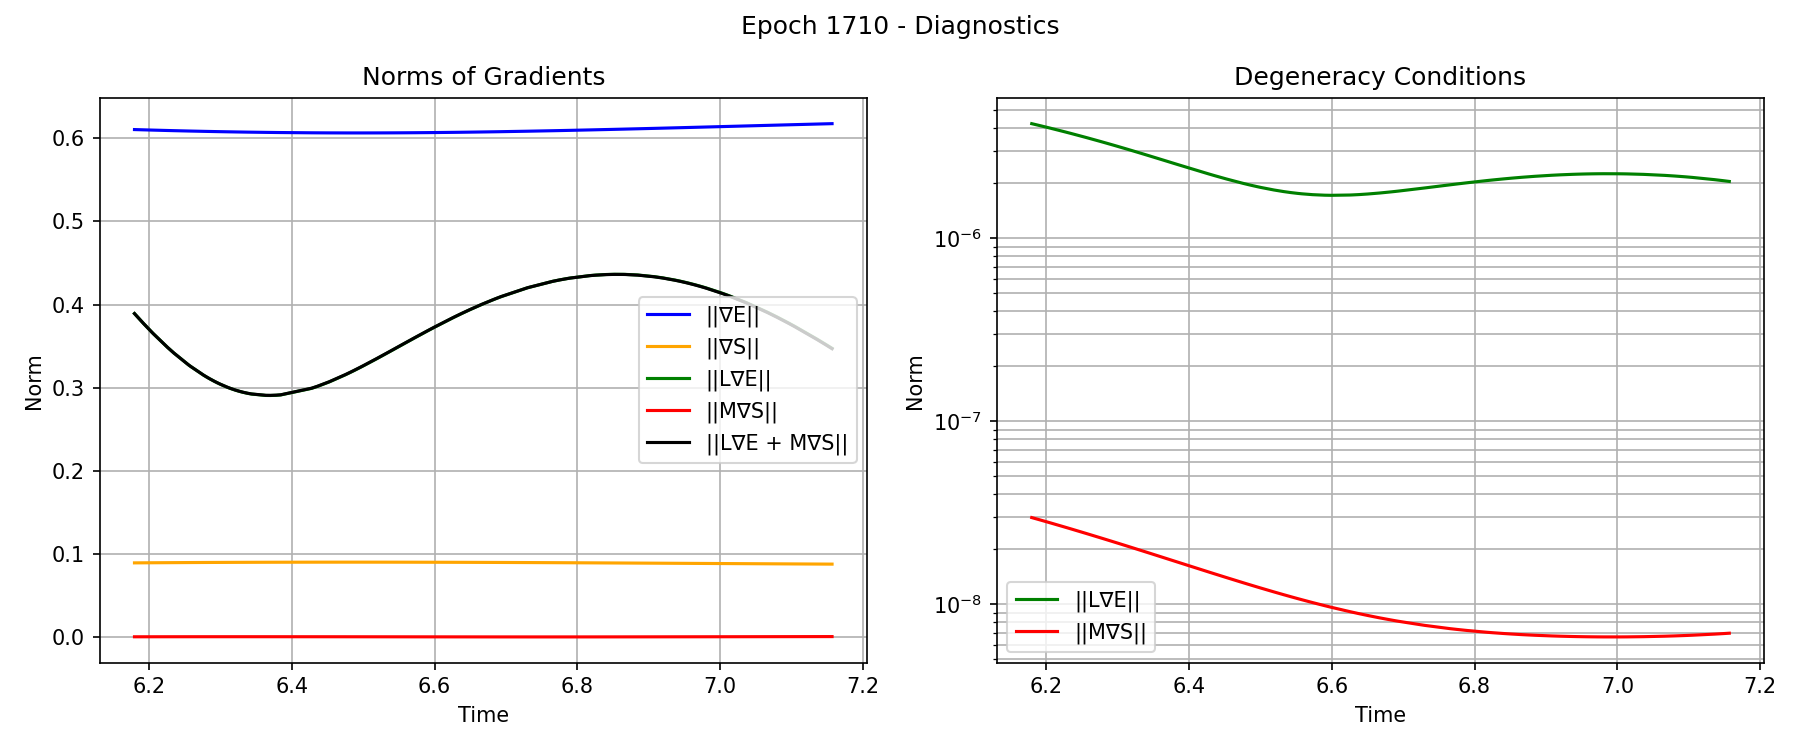 Epoch 1710 - Diagnostics
Norms of Gradients
Norm
0.6
0.5
0.4
0.3
0.2
0.1
0.0
||∇E||
||∇S||
||L∇E||
||M∇S||
||L∇E + M∇S||
6.2 6.4 6.6 6.8 7.0 7.2
Time
Degeneracy Conditions
Norm
10⁻⁶
10⁻⁷
10⁻⁸
||L∇E||
||M∇S||
6.2 6.4 6.6 6.8 7.0 7.2
Time